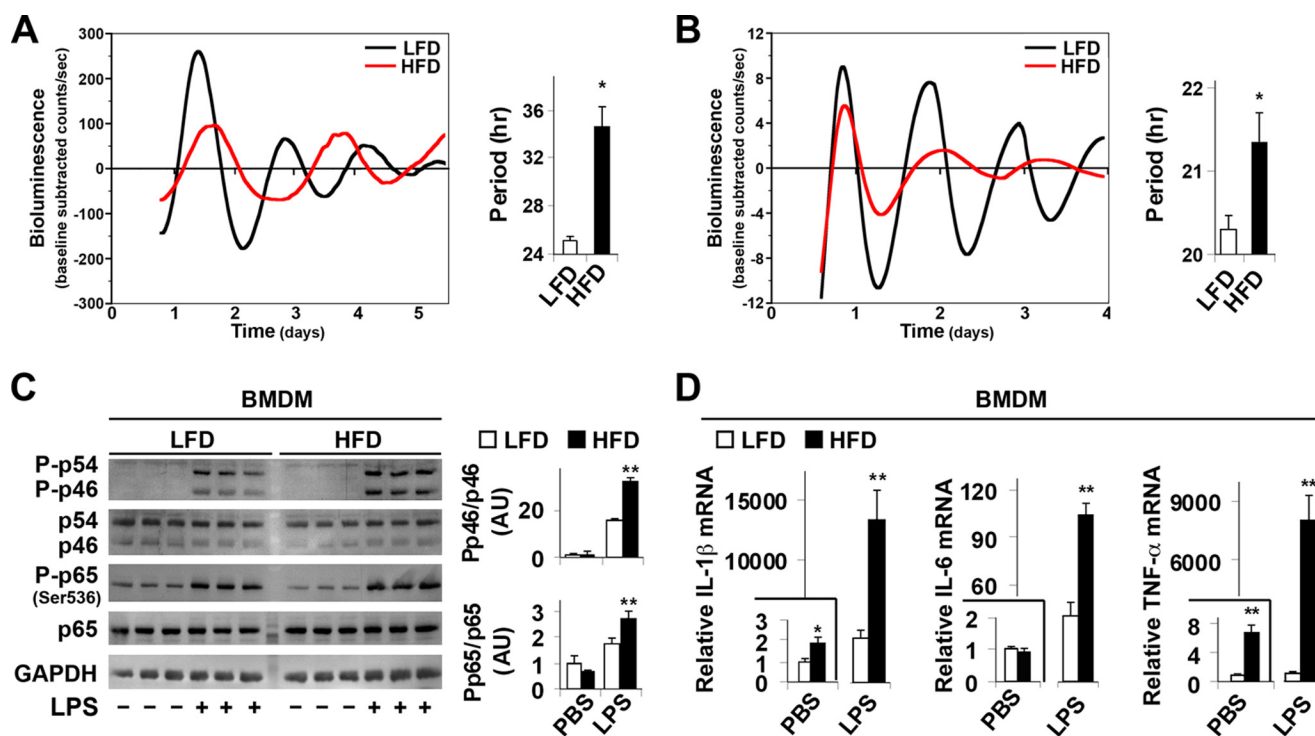 A
Bioluminescence
(baseline subtracted counts/sec)
300
200
100
0
-100
-200
-300
LFD
HFD
0
1
2
3
4
5
Time (days)
Period (hr)
36
32
28
24
*
LFD
HFD
B
Bioluminescence
(baseline subtracted counts/sec)
12
8
4
0
-4
-8
-12
LFD
HFD
0
1
2
3
4
Time (days)
Period (hr)
22
21
20
*
LFD
HFD
C
BMDM
LFD
HFD
P-p54
P-p46
p54
p46
P-p65
(Ser536)
p65
GAPDH
LPS
– – – + + + – – – + + +
LFD HFD
Pp46/p46
(AU)
20
0
**
Pp65/p65
(AU)
3
2
1
0
**
PBS
LPS
D
BMDM
LFD HFD
Relative IL-1β mRNA
15000
10000
3
2
1
0
*
**
PBS
LPS
Relative IL-6 mRNA
120
90
60
2
1
0
**
PBS
LPS
Relative TNF-α mRNA
9000
6000
8
4
0
**
**
PBS
LPS